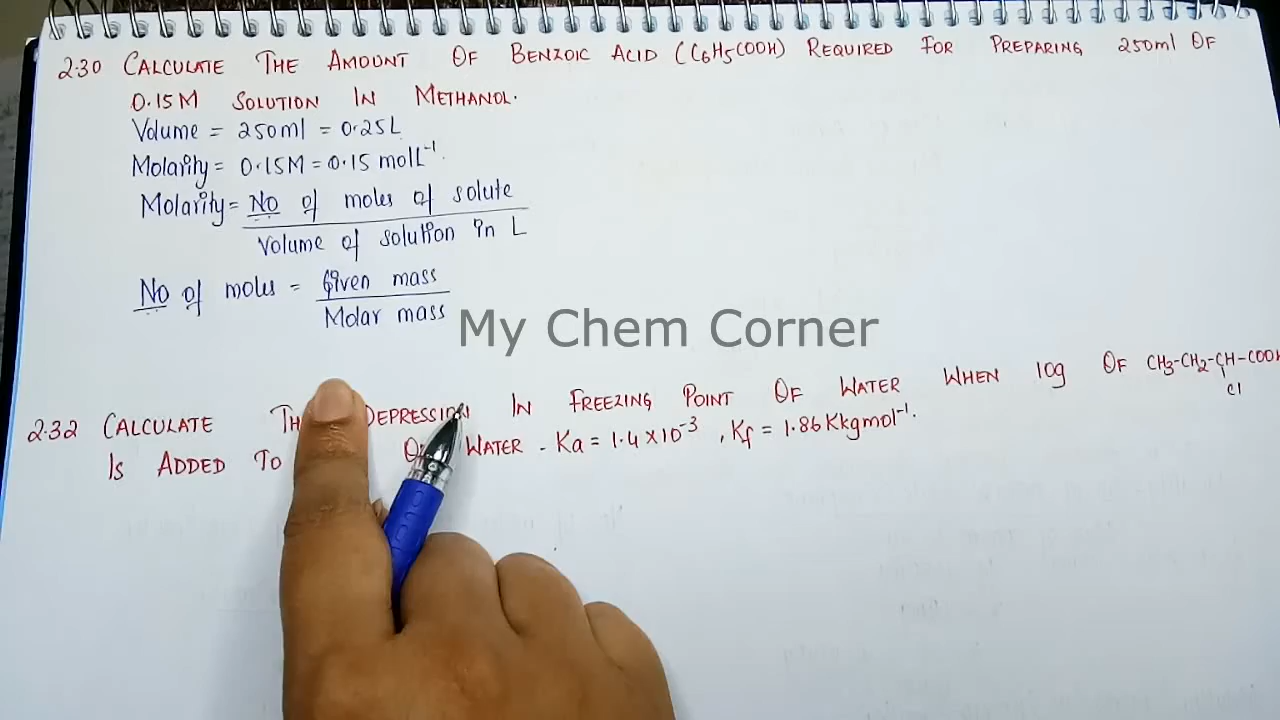 2.30 CALCULATE THE AMOUNT OF BENZOIC ACID (C6H5COOH) REQUIRED FOR PREPARING 250ml OF
0.15M SOLUTION IN METHANOL.
Volume = 250ml = 0.25L
Molarity = 0.15M = 0.15 molL⁻¹.
Molarity = No of moles of solute
Volume of solution in L
No of moles = Given mass
Molar mass
My Chem Corner
2.32 CALCULATE DEPRESSION IN FREEZING POINT OF WATER WHEN 10g OF CH3-CH2-CH-COOH
Cl
IS ADDED TO WATER. Ka = 1.4×10⁻³, Kf = 1.86 Kkgmol⁻¹.